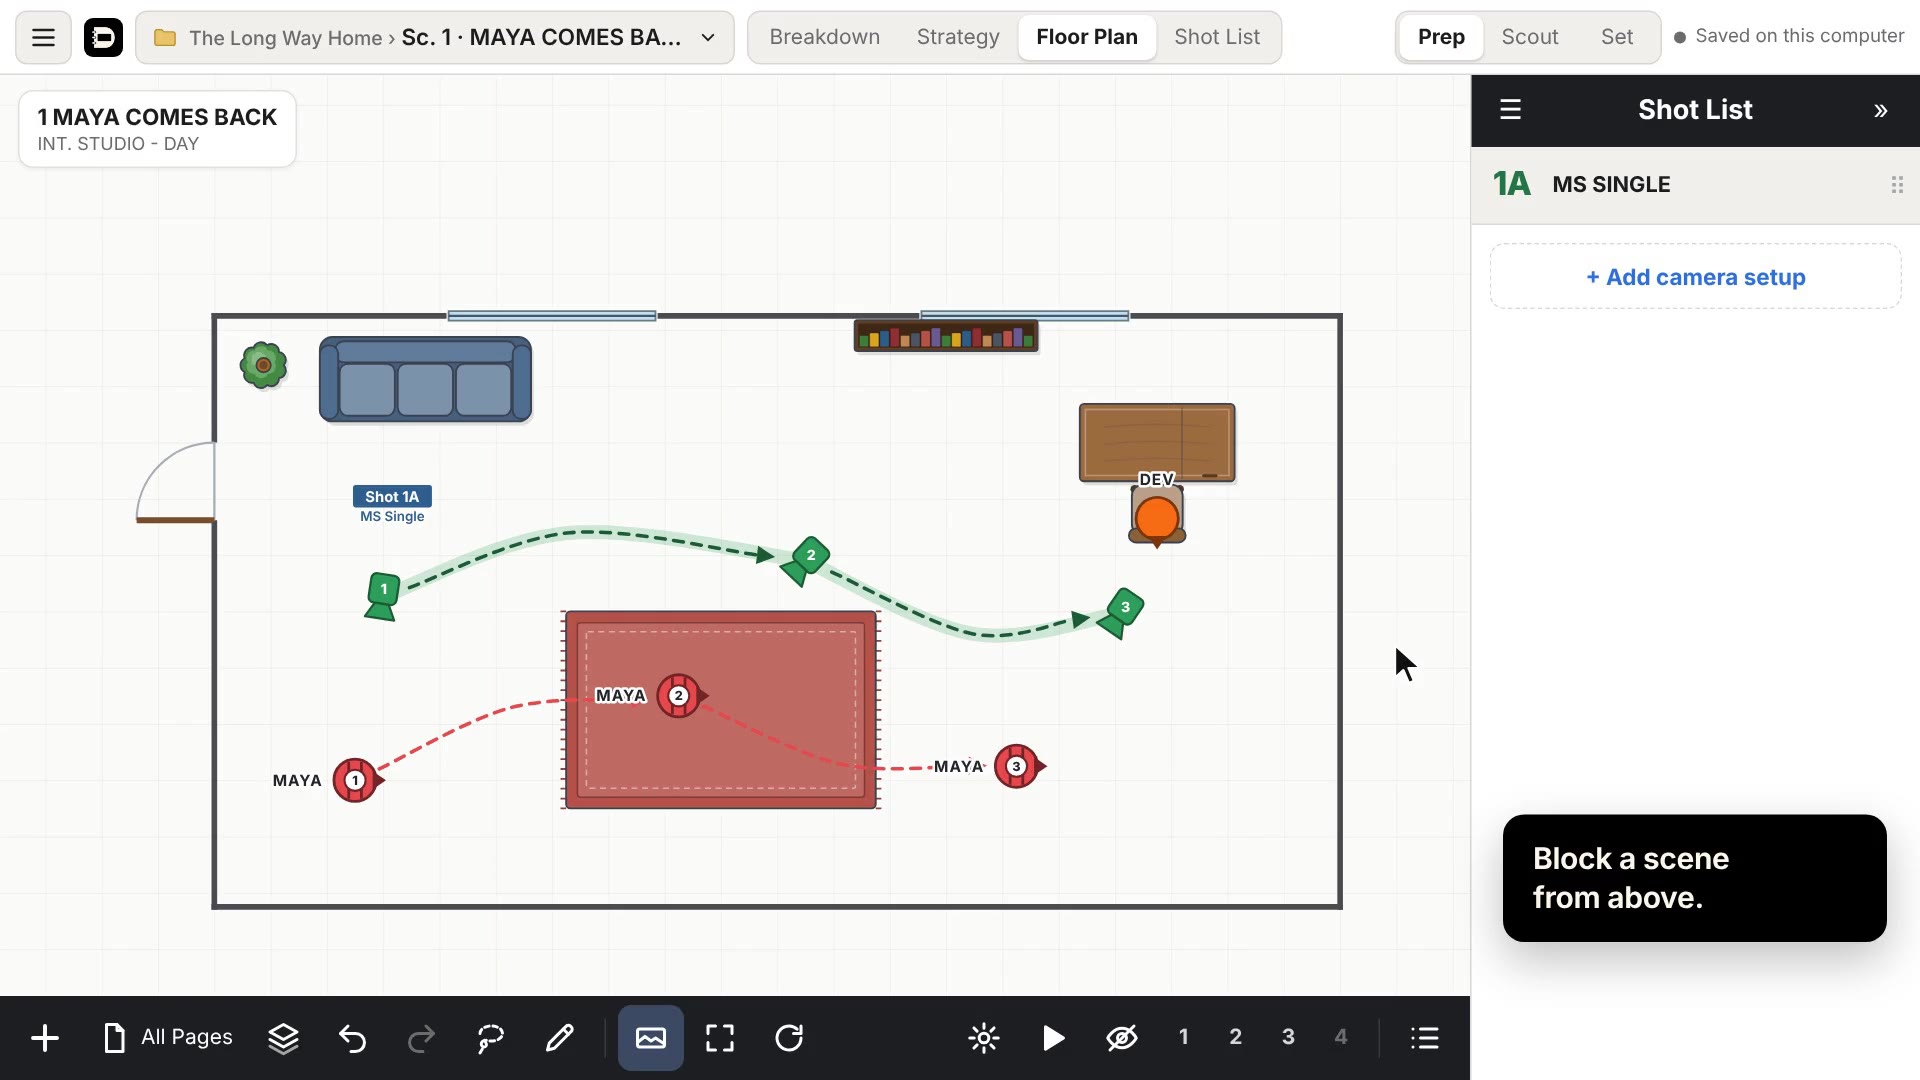 The Long Way Home › Sc. 1 · MAYA COMES BA...
Breakdown
Strategy
Floor Plan
Shot List
Prep
Scout
Set
Saved on this computer
1 MAYA COMES BACK
INT. STUDIO - DAY
Shot List
1A MS SINGLE
+ Add camera setup
DEV
Shot 1A
MS Single
1
2
3
MAYA 2
MAYA 1
MAYA 3
Block a scene
from above.
All Pages
1 2 3 4